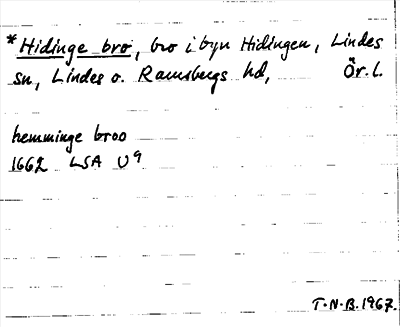 *Hidinge bro, bro i byn Hidingen, Lindes
sn, Lindes o. Ramsbergs hd, Ör. l.
hemminge broo
1662 LSA U9
T.N.B. 1967.